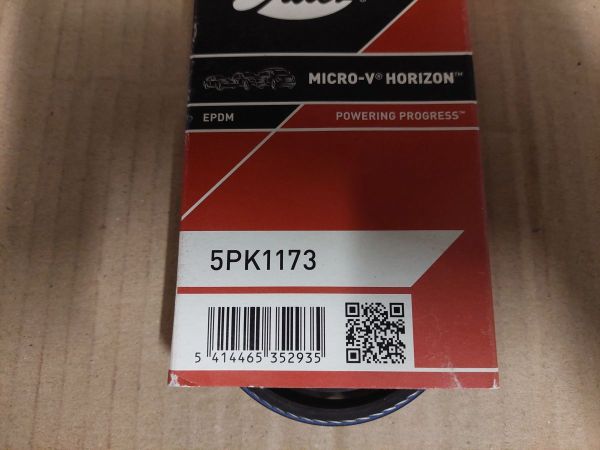 ®
MICRO-V® HORIZON™
EPDM
POWERING PROGRESS™
5PK1173
5 414465 352935